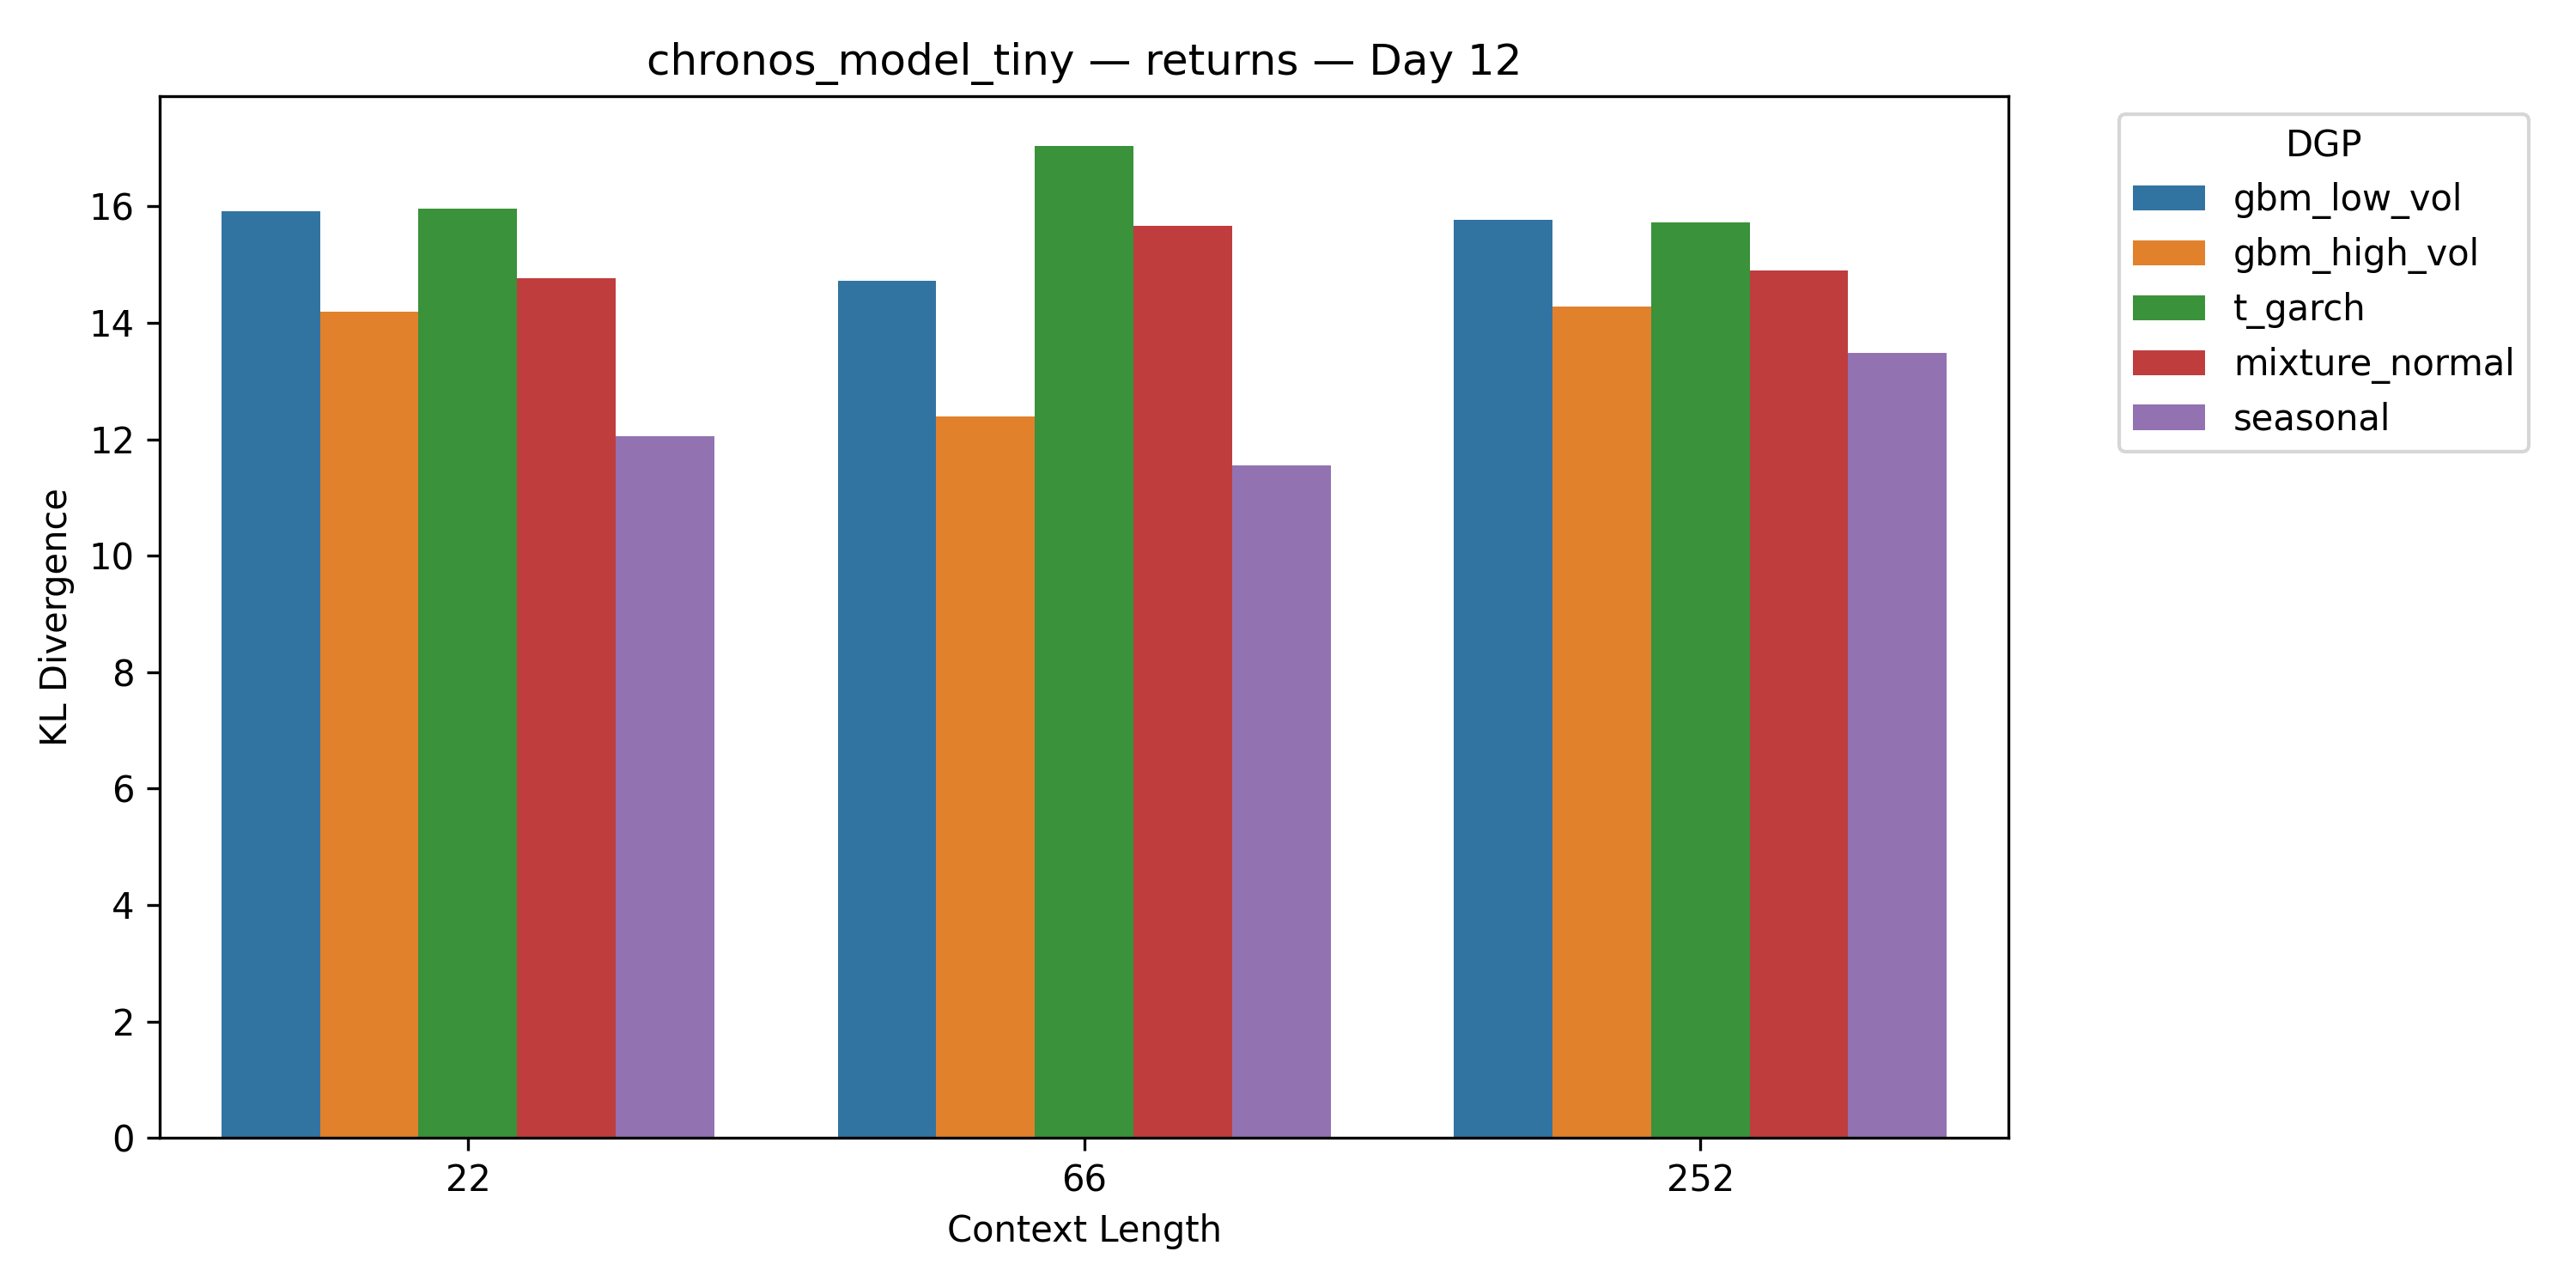 chronos_model_tiny — returns — Day 12
KL Divergence
16
14
12
10
8
6
4
2
0
22
66
252
Context Length
DGP
gbm_low_vol
gbm_high_vol
t_garch
mixture_normal
seasonal